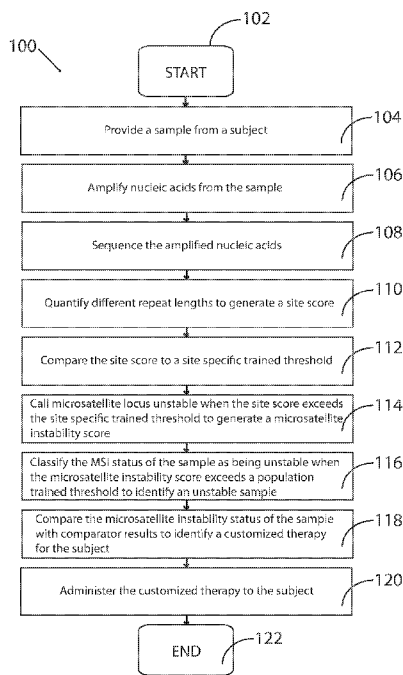 102
100
START
Provide a sample from a subject
104
Amplify nucleic acids from the sample
106
Sequence the amplified nucleic acids
108
Quantify different repeat lengths to generate a site score
110
Compare the site score to a site specific trained threshold
112
Call microsatellite locus unstable when the site score exceeds
the site specific trained threshold to generate a microsatellite
instability score
114
Classify the MSI status of the sample as being unstable when
the microsatellite instability score exceeds a population
trained threshold to identify an unstable sample
116
Compare the microsatellite instability status of the sample
with comparator results to identify a customized therapy
for the subject
118
Administer the customized therapy to the subject
120
END
122